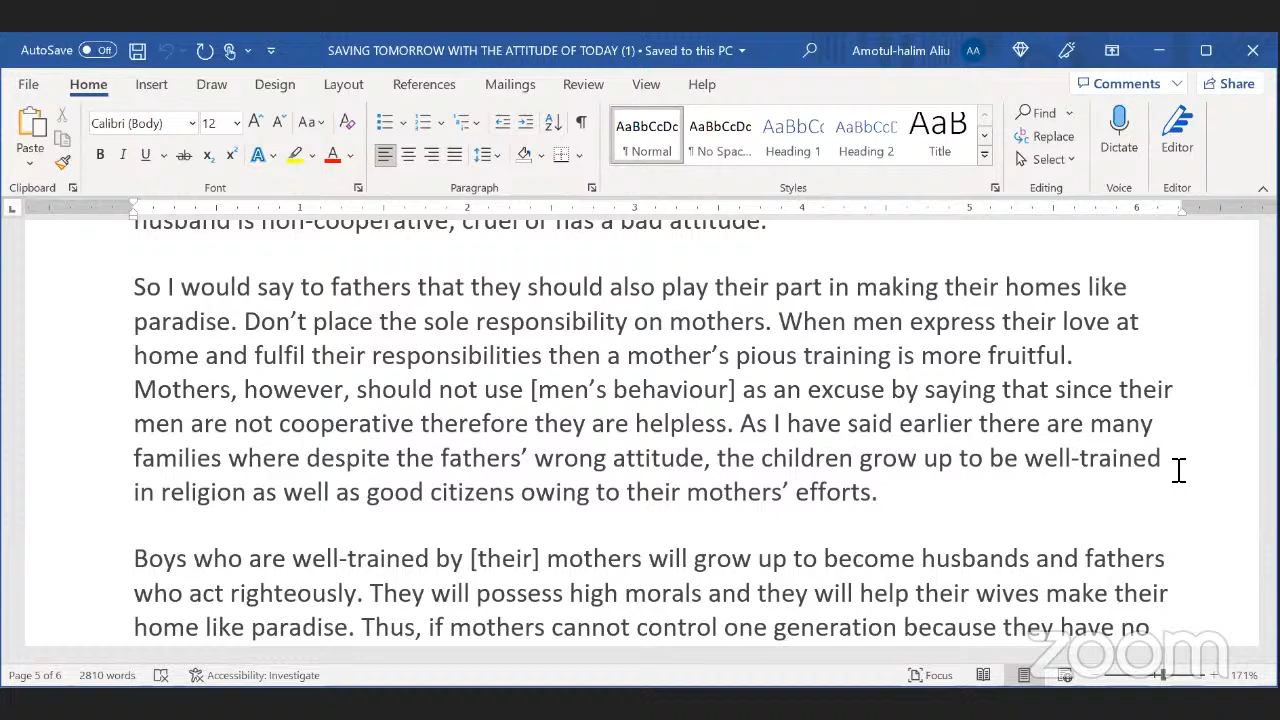 AutoSave Off SAVING TOMORROW WITH THE ATTITUDE OF TODAY (1) • Saved to this PC Amotul-halim Aliu AA
File Home Insert Draw Design Layout References Mailings Review View Help Comments Share
Paste Calibri (Body) 12 A A Aa A AaBbCcDc AaBbCcDc AaBbCc AaBbCcD AaB Find Replace Select Dictate Editor
B I U ab x₂ x² A A ¶ Normal ¶ No Spac... Heading 1 Heading 2 Title
Clipboard Font Paragraph Styles Editing Voice Editor
1 2 3 4 5 6
husband is non-cooperative, cruel or has a bad attitude.
So I would say to fathers that they should also play their part in making their homes like
paradise. Don’t place the sole responsibility on mothers. When men express their love at
home and fulfil their responsibilities then a mother’s pious training is more fruitful.
Mothers, however, should not use [men’s behaviour] as an excuse by saying that since their
men are not cooperative therefore they are helpless. As I have said earlier there are many
families where despite the fathers’ wrong attitude, the children grow up to be well-trained
in religion as well as good citizens owing to their mothers’ efforts.
Boys who are well-trained by [their] mothers will grow up to become husbands and fathers
who act righteously. They will possess high morals and they will help their wives make their
home like paradise. Thus, if mothers cannot control one generation because they have no
zoom
Page 5 of 6 2810 words Accessibility: Investigate Focus 171%